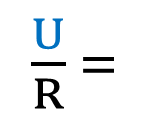 U
R =